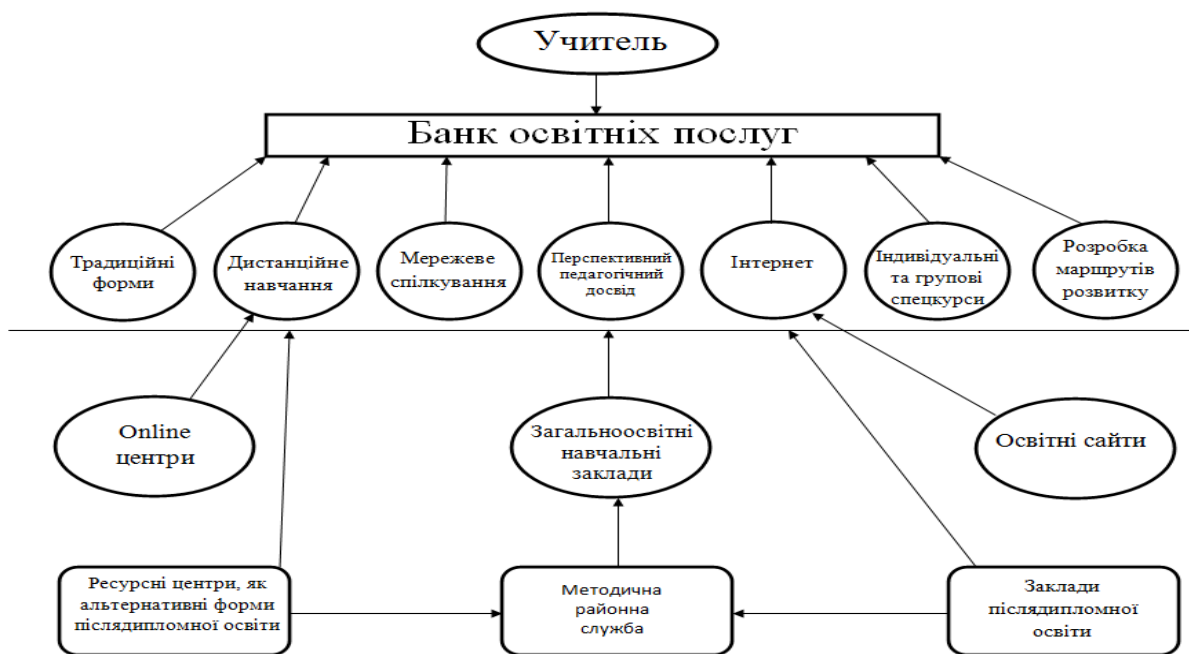 Учитель
Банк освітніх послуг
Традиційні
форми
Дистанційне
навчання
Мережеве
спілкування
Перспективний
педагогічний
досвід
Інтернет
Індивідуальні
та групові
спецкурси
Розробка
маршрутів
розвитку
Online
центри
Загальноосвітні
навчальні
заклади
Освітні сайти
Ресурсні центри, як
альтернативні форми
післядипломної освіти
Методична
районна
служба
Заклади
післядипломної
освіти